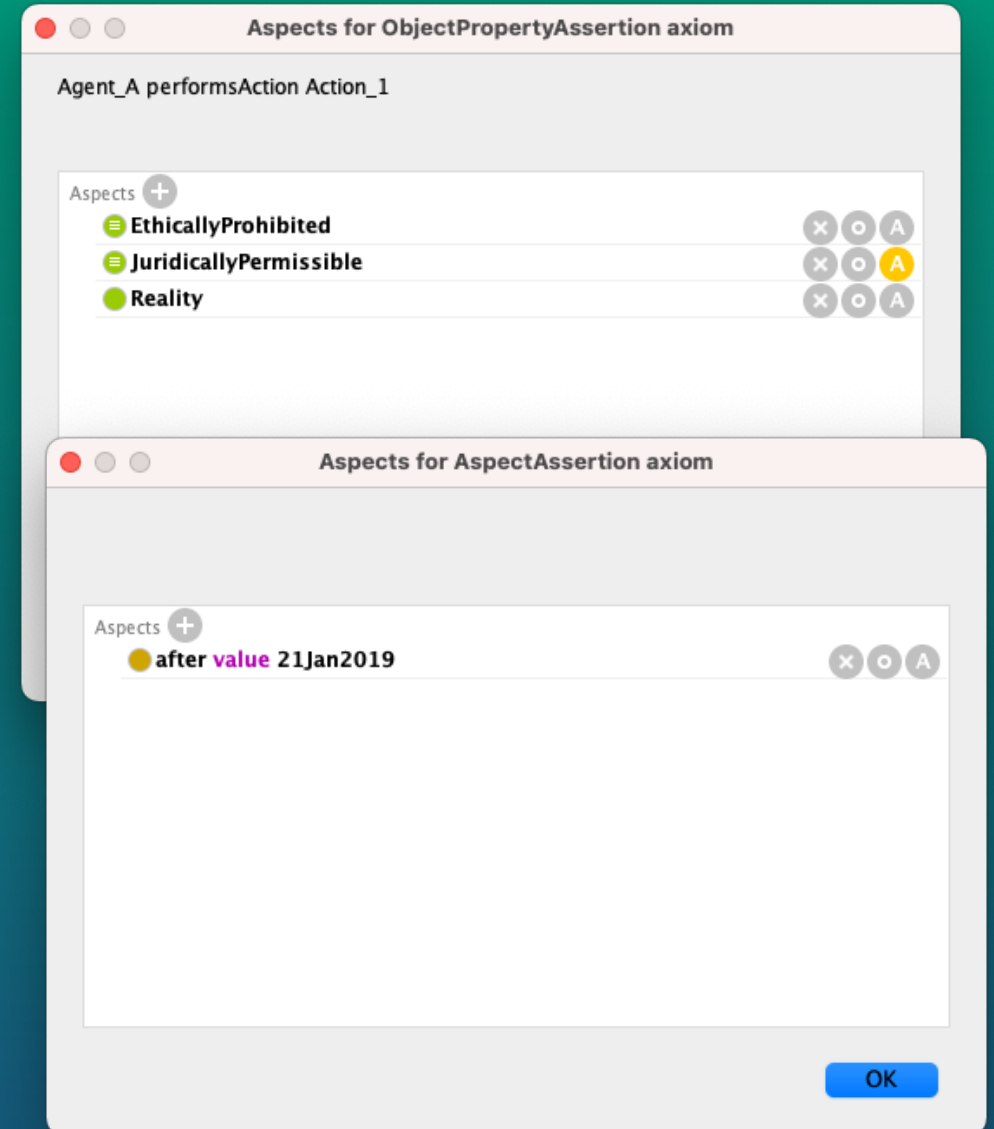 Aspects for ObjectPropertyAssertion axiom
Agent_A performsAction Action_1
Aspects
EthicallyProhibited
A
JuridicallyPermissible
A
Reality
A
Aspects for AspectAssertion axiom
Aspects
after value 21Jan2019
A
OK